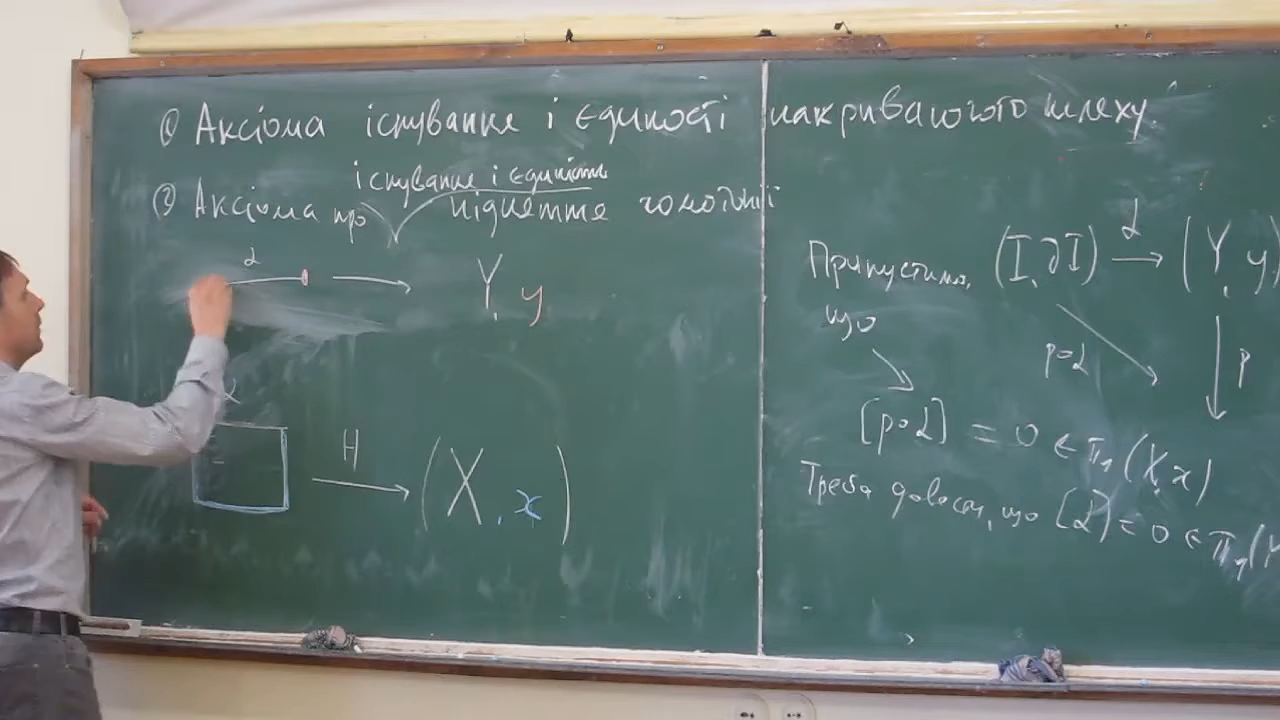 ① Аксіома існування і єдиності накриваючого шляху.
існування і єдиність
② Аксіома про підняття гомотопії
α
Y, y
α
H
(X, x)
Припустимо, (I, ∂I) → (Y, y)
α
що
p∘α
p
[p∘α] = 0 ∈ π₁(X, x)
Треба довести, що [α] = 0 ∈ π₁(Y